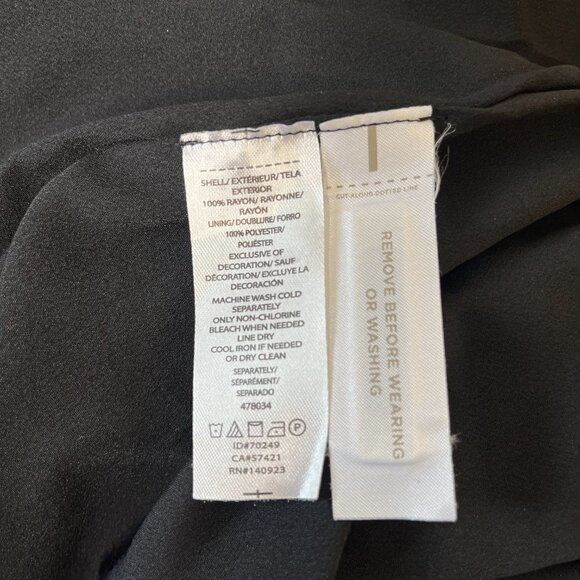 SHELL/ EXTÉRIEUR/ TELA
EXTERIOR
100% RAYON/ RAYONNE/
RAYÓN
LINING/ DOUBLURE/ FORRO
100% POLYESTER/
POLIÉSTER
EXCLUSIVE OF
DECORATION/ SAUF
DÉCORATION/ EXCLUYE LA
DECORACIÓN
MACHINE WASH COLD
SEPARATELY
ONLY NON-CHLORINE
BLEACH WHEN NEEDED
LINE DRY
COOL IRON IF NEEDED
OR DRY CLEAN
SEPARATELY/
SÉPARÉMENT/
SEPARADO
478034
P
ID#70249
CA#57421
RN#140923
CUT ALONG DOTTED LINE
REMOVE BEFORE WEARING
OR WASHING